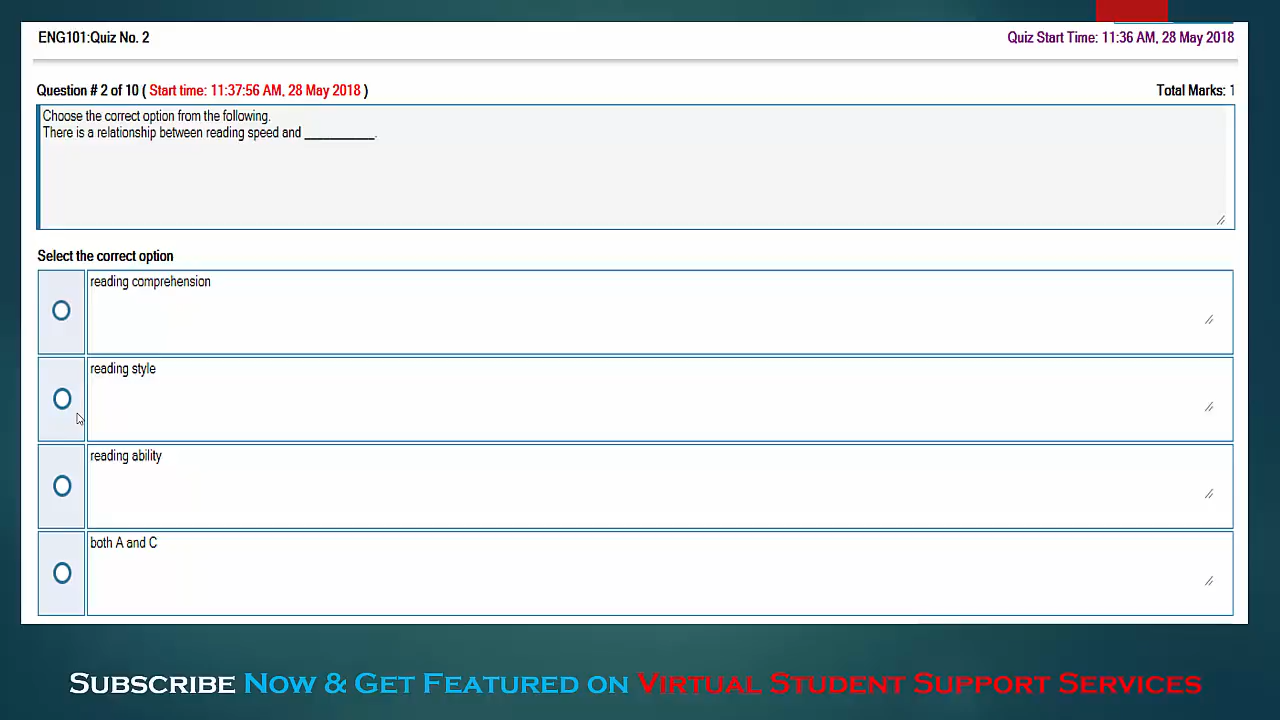 ENG101:Quiz No. 2
Quiz Start Time: 11:36 AM, 28 May 2018
Question # 2 of 10 ( Start time: 11:37:56 AM, 28 May 2018 )
Total Marks: 1
Choose the correct option from the following.
There is a relationship between reading speed and ___________.
Select the correct option
reading comprehension
reading style
reading ability
both A and C
SUBSCRIBE NOW & GET FEATURED ON VIRTUAL STUDENT SUPPORT SERVICES